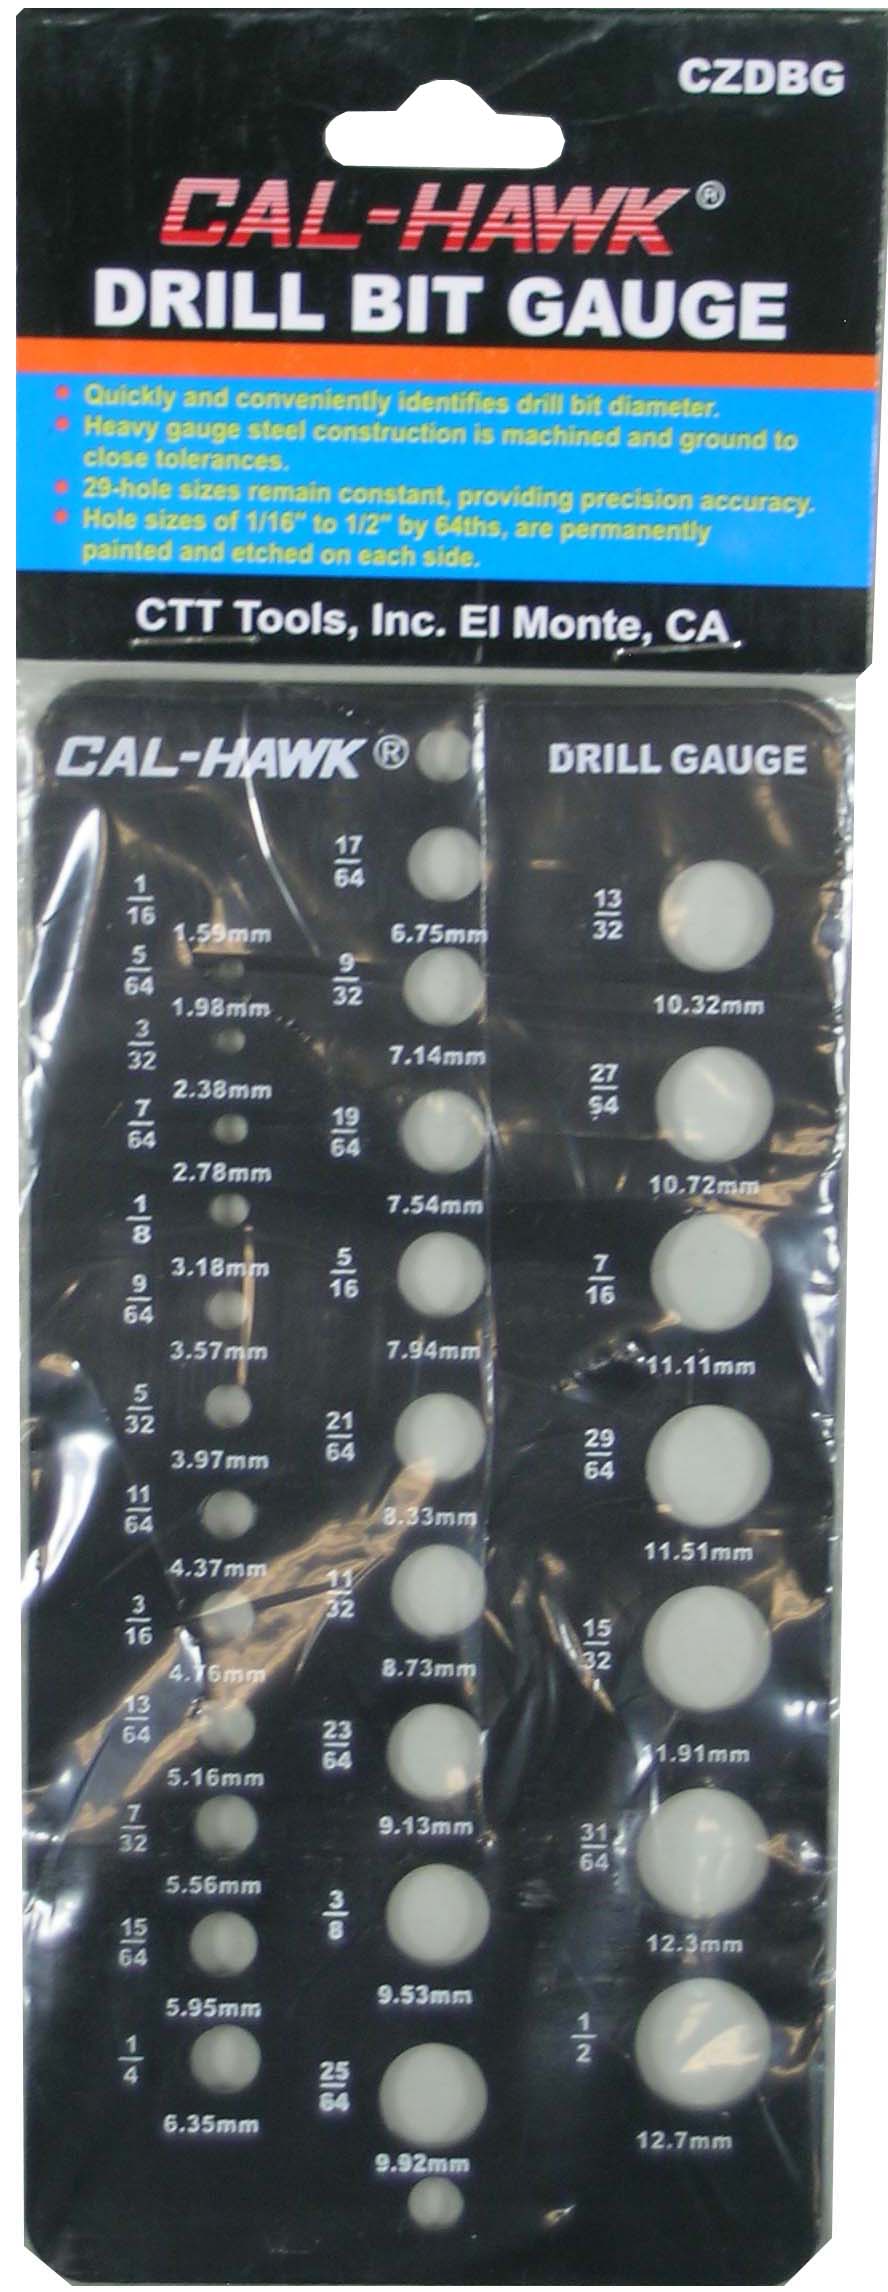 CZDBG
CAL-HAWK®
DRILL BIT GAUGE
• Quickly and conveniently identifies drill bit diameter.
• Heavy gauge steel construction is machined and ground to
close tolerances.
• 29-hole sizes remain constant, providing precision accuracy.
• Hole sizes of 1/16" to 1/2" by 64ths, are permanently
painted and etched on each side.
CTT Tools, Inc. El Monte, CA
CAL-HAWK®
DRILL GAUGE
1/16
1.59mm
5/64
1.98mm
3/32
2.38mm
7/64
2.78mm
1/8
3.18mm
9/64
3.57mm
5/32
3.97mm
11/64
4.37mm
3/16
4.76mm
13/64
5.16mm
7/32
5.56mm
15/64
5.95mm
1/4
6.35mm
17/64
6.75mm
9/32
7.14mm
19/64
7.54mm
5/16
7.94mm
21/64
8.33mm
11/32
8.73mm
23/64
9.13mm
3/8
9.53mm
25/64
9.92mm
13/32
10.32mm
27/64
10.72mm
7/16
11.11mm
29/64
11.51mm
15/32
11.91mm
31/64
12.3mm
1/2
12.7mm